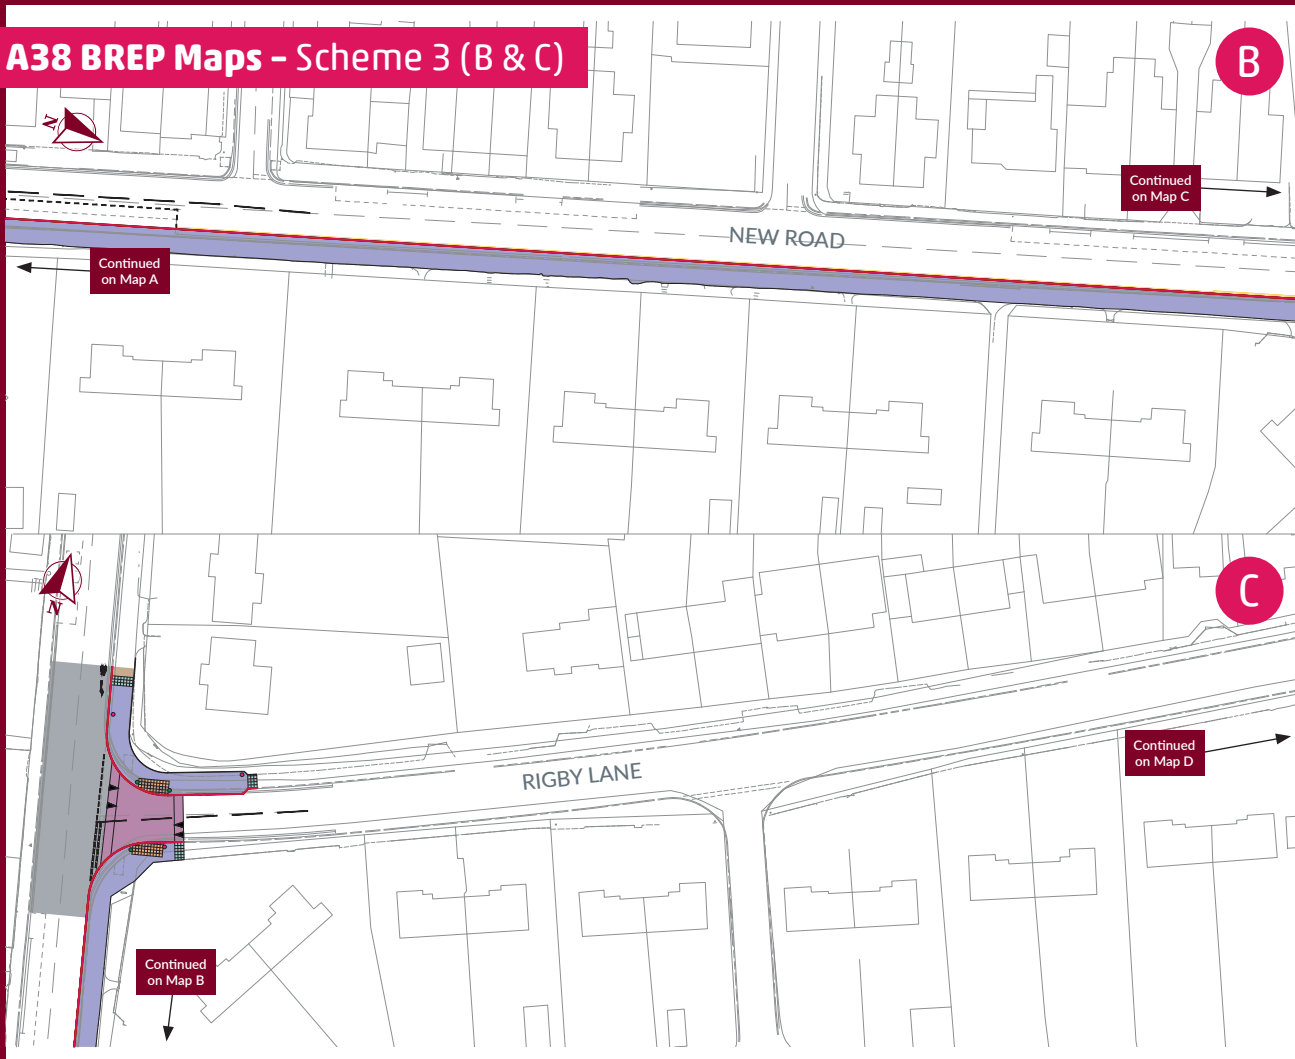 A38 BREP Maps – Scheme 3 (B & C)
B
N
Continued
on Map C
NEW ROAD
Continued
on Map A
C
N
RIGBY LANE
Continued
on Map D
Continued
on Map B